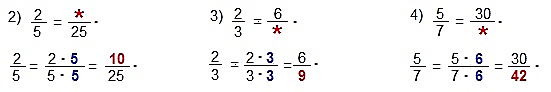 2) 2/5 = */25 ·
3) 2/3 = 6/* ·
4) 5/7 = 30/* ·
2/5 = 2 · 5/5 · 5 = 10/25 ·
2/3 = 2 · 3/3 · 3 = 6/9 ·
5/7 = 5 · 6/7 · 6 = 30/42 ·